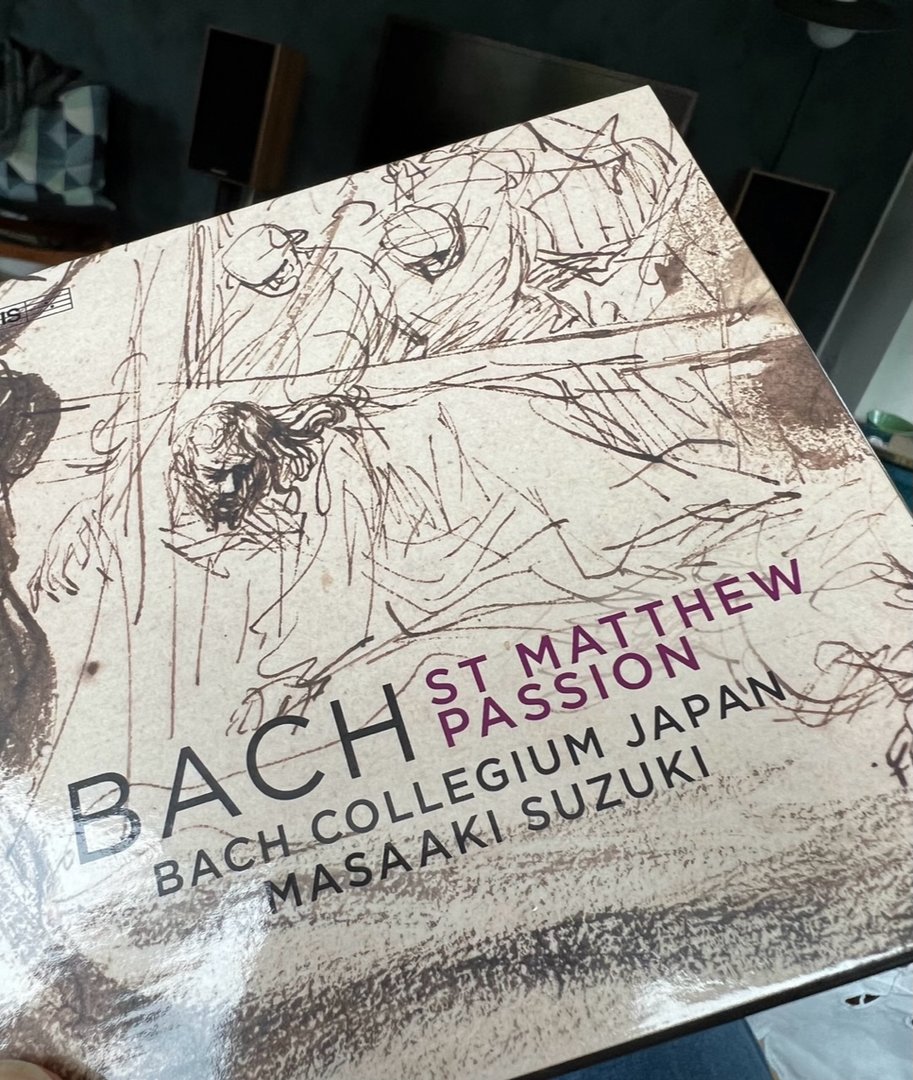 BACH
ST MATTHEW
PASSION
BACH COLLEGIUM JAPAN
MASAAKI SUZUKI